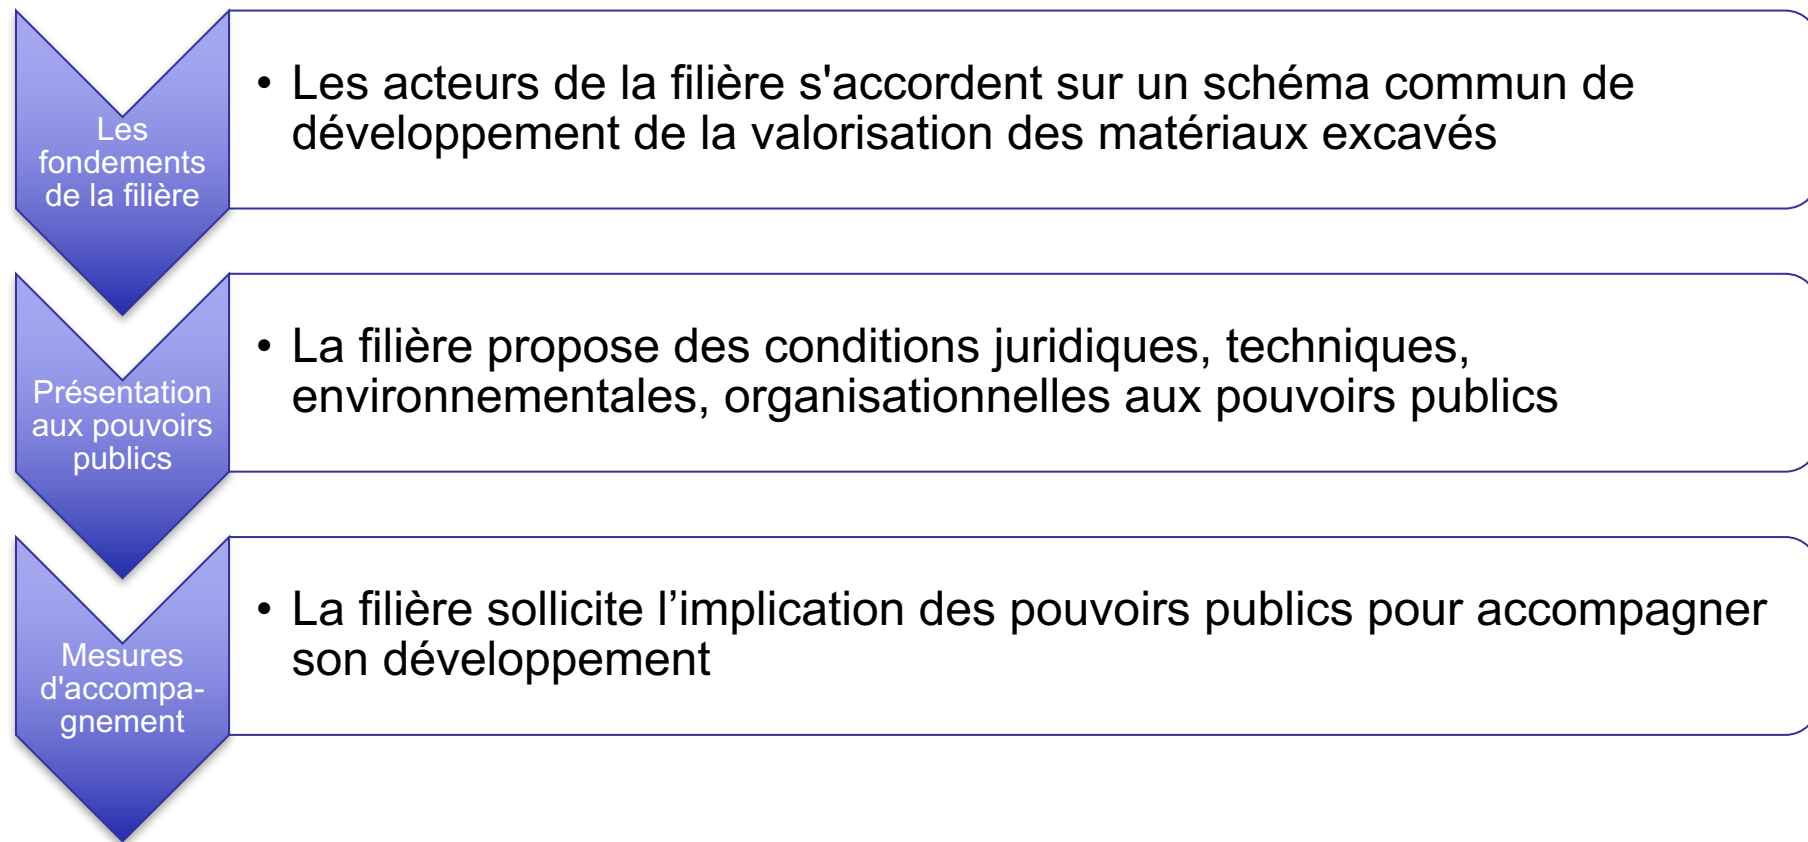 Les
fondements
de la filière
• Les acteurs de la filière s'accordent sur un schéma commun de
développement de la valorisation des matériaux excavés
Présentation
aux pouvoirs
publics
• La filière propose des conditions juridiques, techniques,
environnementales, organisationnelles aux pouvoirs publics
Mesures
d'accompa-
gnement
• La filière sollicite l’implication des pouvoirs publics pour accompagner
son développement